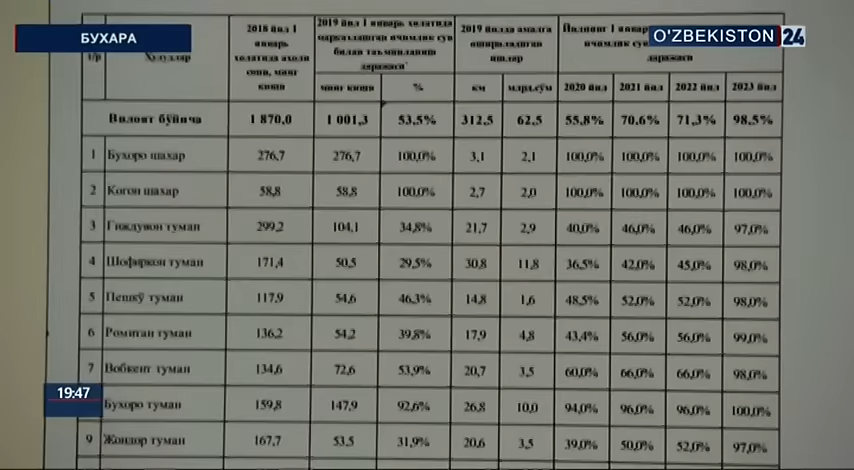 БУХАРА
O'ZBEKISTON 24
т/р Ҳудудлар 2018 йил 1 январь ҳолатида аҳоли сони, минг киши 2019 йил 1 январь ҳолатида марказлашган ичимлик сув билан таъминланиш даражаси 2019 йилда амалга ошириладиган ишлар Йилнинг 1 ичимлик даражаси
минг киши % км млрд.сўм 2020 йил 2021 йил 2022 йил 2023 йил
Вилоят бўйича 1 870,0 1 001,3 53,5% 312,5 62,5 55,8% 70,6% 71,3% 98,5%
1 Бухоро шаҳар 276,7 276,7 100,0% 3,1 2,1 100,0% 100,0% 100,0% 100,0%
2 Когон шаҳар 58,8 58,8 100,0% 2,7 2,0 100,0% 100,0% 100,0% 100,0%
3 Ғиждувон туман 299,2 104,1 34,8% 21,7 2,9 40,0% 46,0% 46,0% 97,0%
4 Шофиркон туман 171,4 50,5 29,5% 30,8 11,8 36,5% 42,0% 45,0% 98,0%
5 Пешкў туман 117,9 54,6 46,3% 14,8 1,6 48,5% 52,0% 52,0% 98,0%
6 Ромитан туман 136,2 54,2 39,8% 17,9 4,8 43,4% 56,0% 56,0% 99,0%
7 Вобкент туман 134,6 72,6 53,9% 20,7 3,5 60,0% 66,0% 66,0% 98,0%
19:47
Бухоро туман 159,8 147,9 92,6% 26,8 10,0 94,0% 96,0% 96,0% 100,0%
9 Жондор туман 167,7 53,5 31,9% 20,6 3,5 39,0% 50,0% 52,0% 97,0%